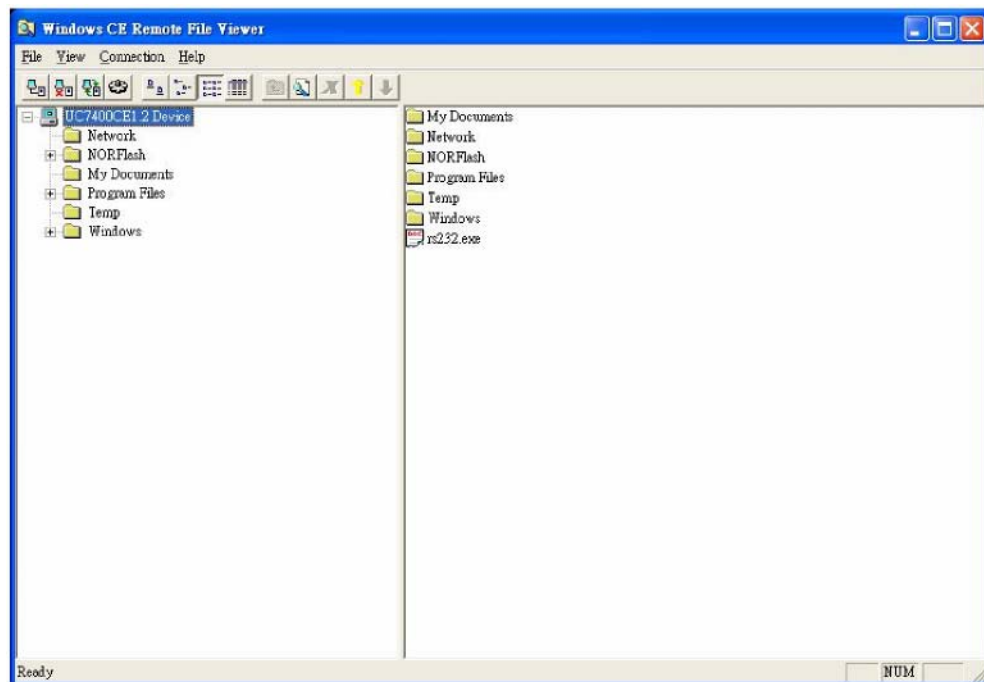 Windows CE Remote File Viewer
File View Connection Help
UC7400CE1.2 Device
Network
NORFlash
My Documents
Program Files
Temp
Windows
My Documents
Network
NORFlash
Program Files
Temp
Windows
rs232.exe
Ready
NUM